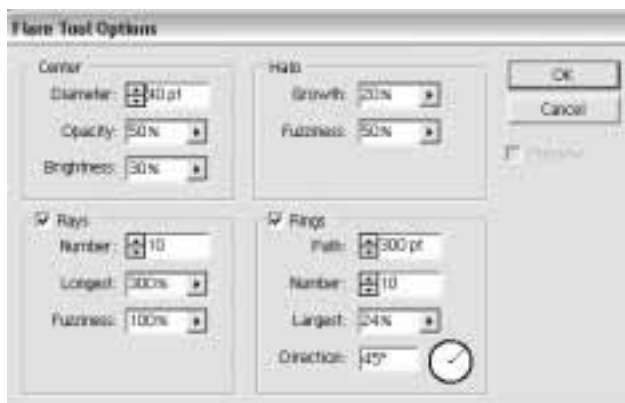 Flare Tool Options
Center
Diameter: 40 pt
Opacity: 50%
Brightness: 30%
Halo
Growth: 20%
Fuzziness: 50%
OK
Cancel
Preview
Rays
Number: 10
Longest: 300%
Fuzziness: 100%
Rings
Path: 300 pt
Number: 10
Largest: 24%
Direction: 45°